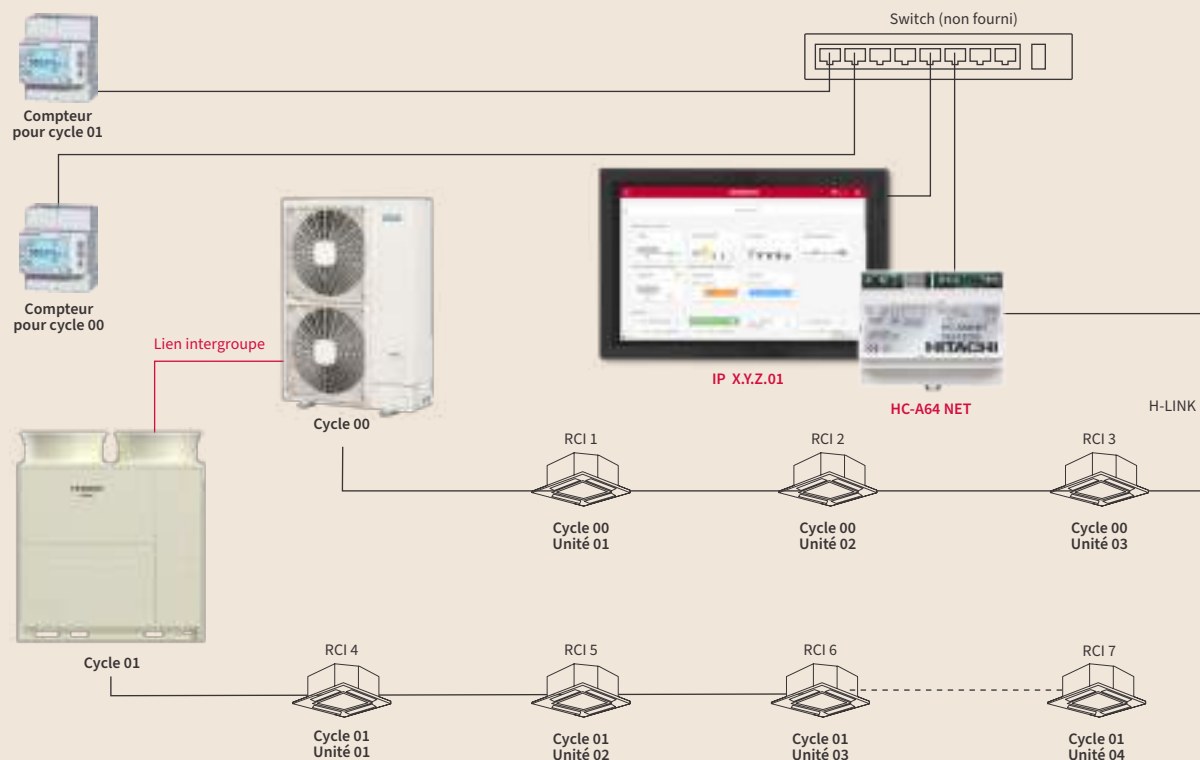 Switch (non fourni)
Compteur
pour cycle 01
Compteur
pour cycle 00
Lien intergroupe
IP X.Y.Z.01
HITACHI
HC-A64 NET
H-LINK
Cycle 00
RCI 1
RCI 2
RCI 3
Cycle 00
Unité 01
Cycle 00
Unité 02
Cycle 00
Unité 03
Cycle 01
RCI 4
RCI 5
RCI 6
RCI 7
Cycle 01
Unité 01
Cycle 01
Unité 02
Cycle 01
Unité 03
Cycle 01
Unité 04